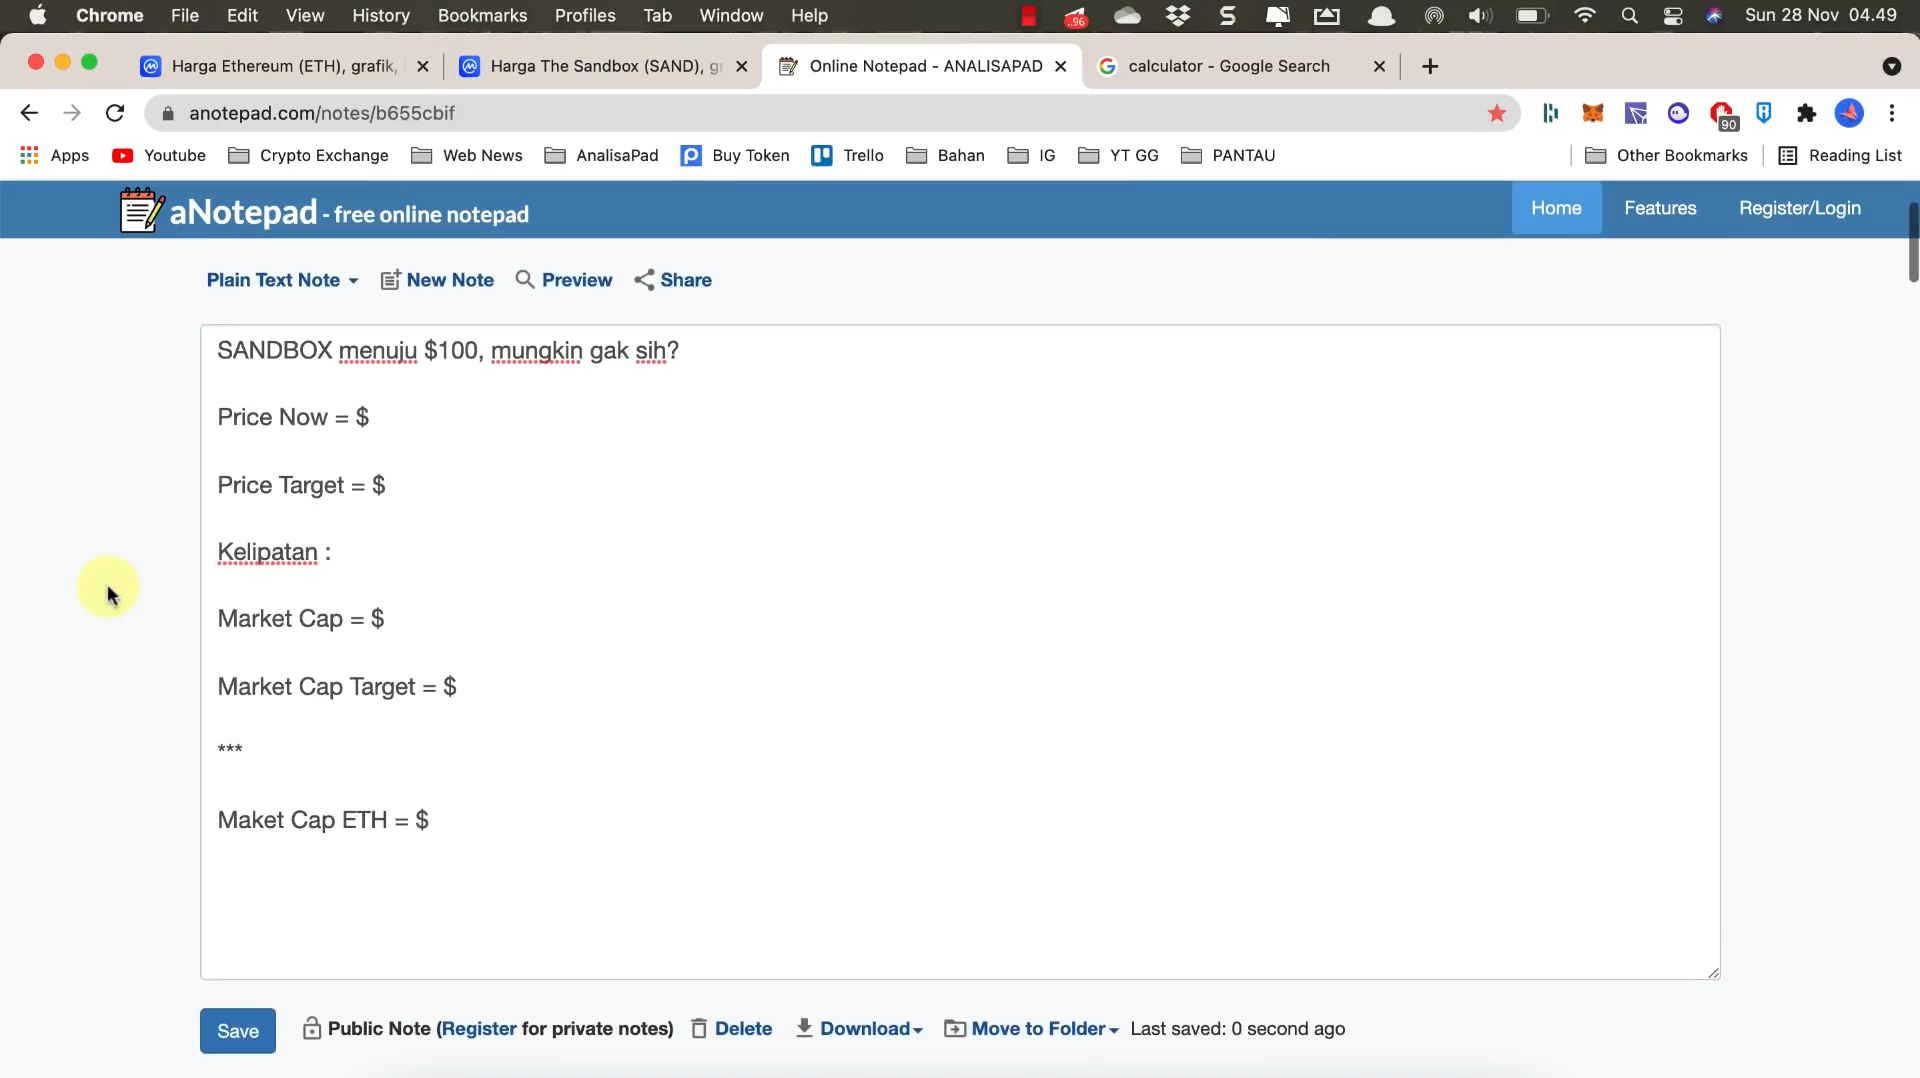 Chrome File Edit View History Bookmarks Profiles Tab Window Help ..96 Sun 28 Nov 04.49
Harga Ethereum (ETH), grafik, Harga The Sandbox (SAND), gr Online Notepad - ANALISAPAD calculator - Google Search
anotepad.com/notes/b655cbif 90
Apps Youtube Crypto Exchange Web News AnalisaPad Buy Token Trello Bahan IG YT GG PANTAU Other Bookmarks Reading List
aNotepad - free online notepad Home Features Register/Login
Plain Text Note New Note Preview Share
SANDBOX menuju $100, mungkin gak sih?
Price Now = $
Price Target = $
Kelipatan :
Market Cap = $
Market Cap Target = $
***
Maket Cap ETH = $
Save Public Note (Register for private notes) Delete Download Move to Folder Last saved: 0 second ago